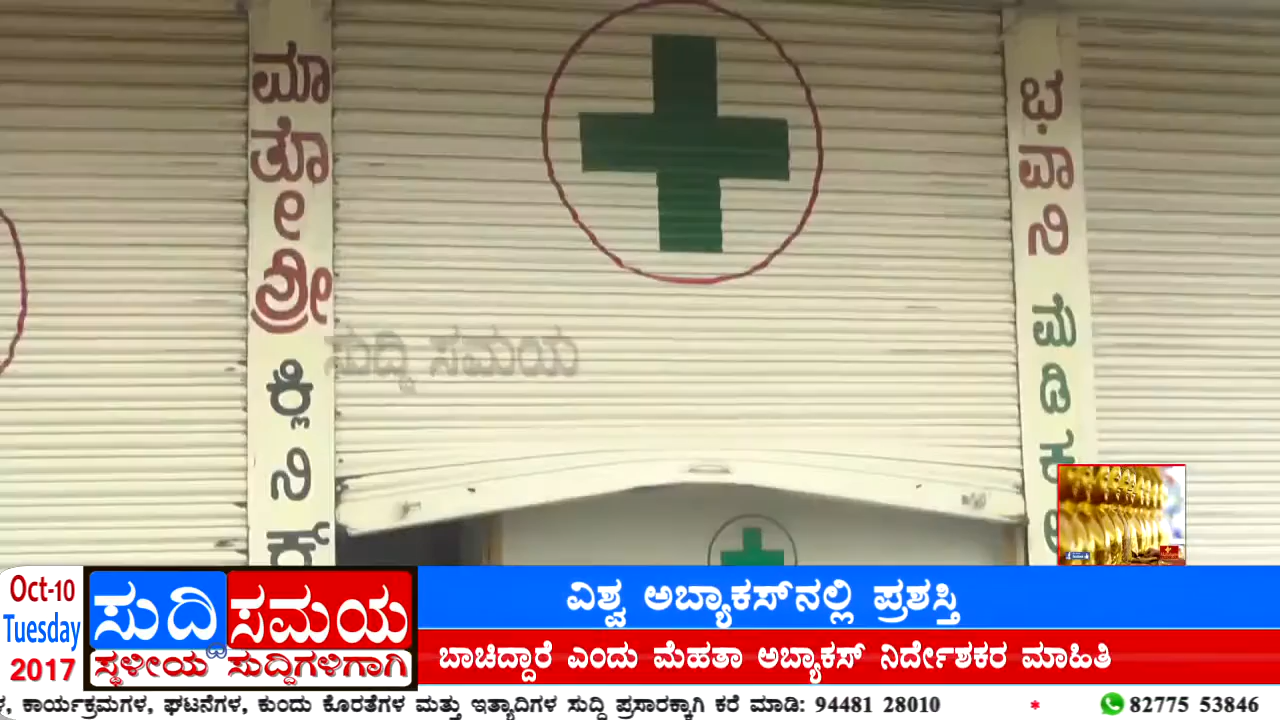 ಮಾತೋಶ್ರೀ ಕ್ಲಿನಿಕ್
ಭವಾನಿ ಮೆಡಿಕಲ
ಸುದ್ದಿ ಸಮಯ
Oct-10
Tuesday
2017
ಸುದ್ದಿ ಸಮಯ
ಸ್ಥಳೀಯ ಸುದ್ದಿಗಳಿಗಾಗಿ
ವಿಶ್ವ ಅಬ್ಯಾಕಸ್‌ನಲ್ಲಿ ಪ್ರಶಸ್ತಿ
ಬಾಚಿದ್ದಾರೆ ಎಂದು ಮೆಹತಾ ಅಬ್ಯಾಕಸ್ ನಿರ್ದೇಶಕರ ಮಾಹಿತಿ
ಕಾರ್ಯಕ್ರಮಗಳ, ಘಟನೆಗಳ, ಕುಂದು ಕೊರತೆಗಳ ಮತ್ತು ಇತ್ಯಾದಿಗಳ ಸುದ್ದಿ ಪ್ರಸಾರಕ್ಕಾಗಿ ಕರೆ ಮಾಡಿ: 94481 28010 * 82775 53846